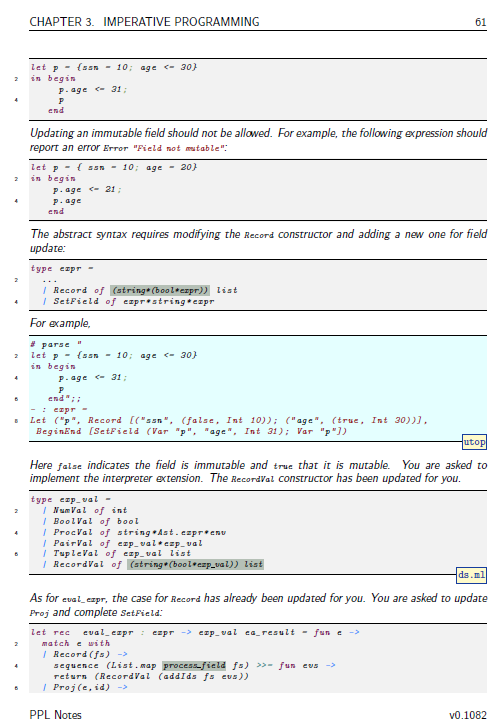 CHAPTER 3. IMPERATIVE PROGRAMMING 61
let p = {ssn = 10; age <= 30}
2 in begin
p.age <= 31;
4 p
end
Updating an immutable field should not be allowed. For example, the following expression should
report an error Error "Field not mutable":
let p = { ssn = 10; age = 20}
2 in begin
p.age <= 21;
4 p.age
end
The abstract syntax requires modifying the Record constructor and adding a new one for field
update:
type expr =
2 ...
| Record of (string*(bool*expr)) list
4 | SetField of expr*string*expr
For example,
# parse "
2 let p = {ssn = 10; age <= 30}
in begin
4 p.age <= 31;
p
6 end";;
- : expr =
8 Let ("p", Record [("ssn", (false, Int 10)); ("age", (true, Int 30))],
BeginEnd [SetField (Var "p", "age", Int 31); Var "p"])
utop
Here false indicates the field is immutable and true that it is mutable. You are asked to
implement the interpreter extension. The RecordVal constructor has been updated for you.
type exp_val =
2 | NumVal of int
| BoolVal of bool
4 | ProcVal of string*Ast.expr*env
| PairVal of exp_val*exp_val
6 | TupleVal of exp_val list
| RecordVal of (string*(bool*exp_val)) list
ds.ml
As for eval_expr, the case for Record has already been updated for you. You are asked to update
Proj and complete SetField:
let rec eval_expr : expr -> exp_val ea_result = fun e ->
2 match e with
| Record(fs) ->
4 sequence (List.map process_field fs) >>= fun evs ->
return (RecordVal (addIds fs evs))
6 | Proj(e,id) ->
PPL Notes v0.1082